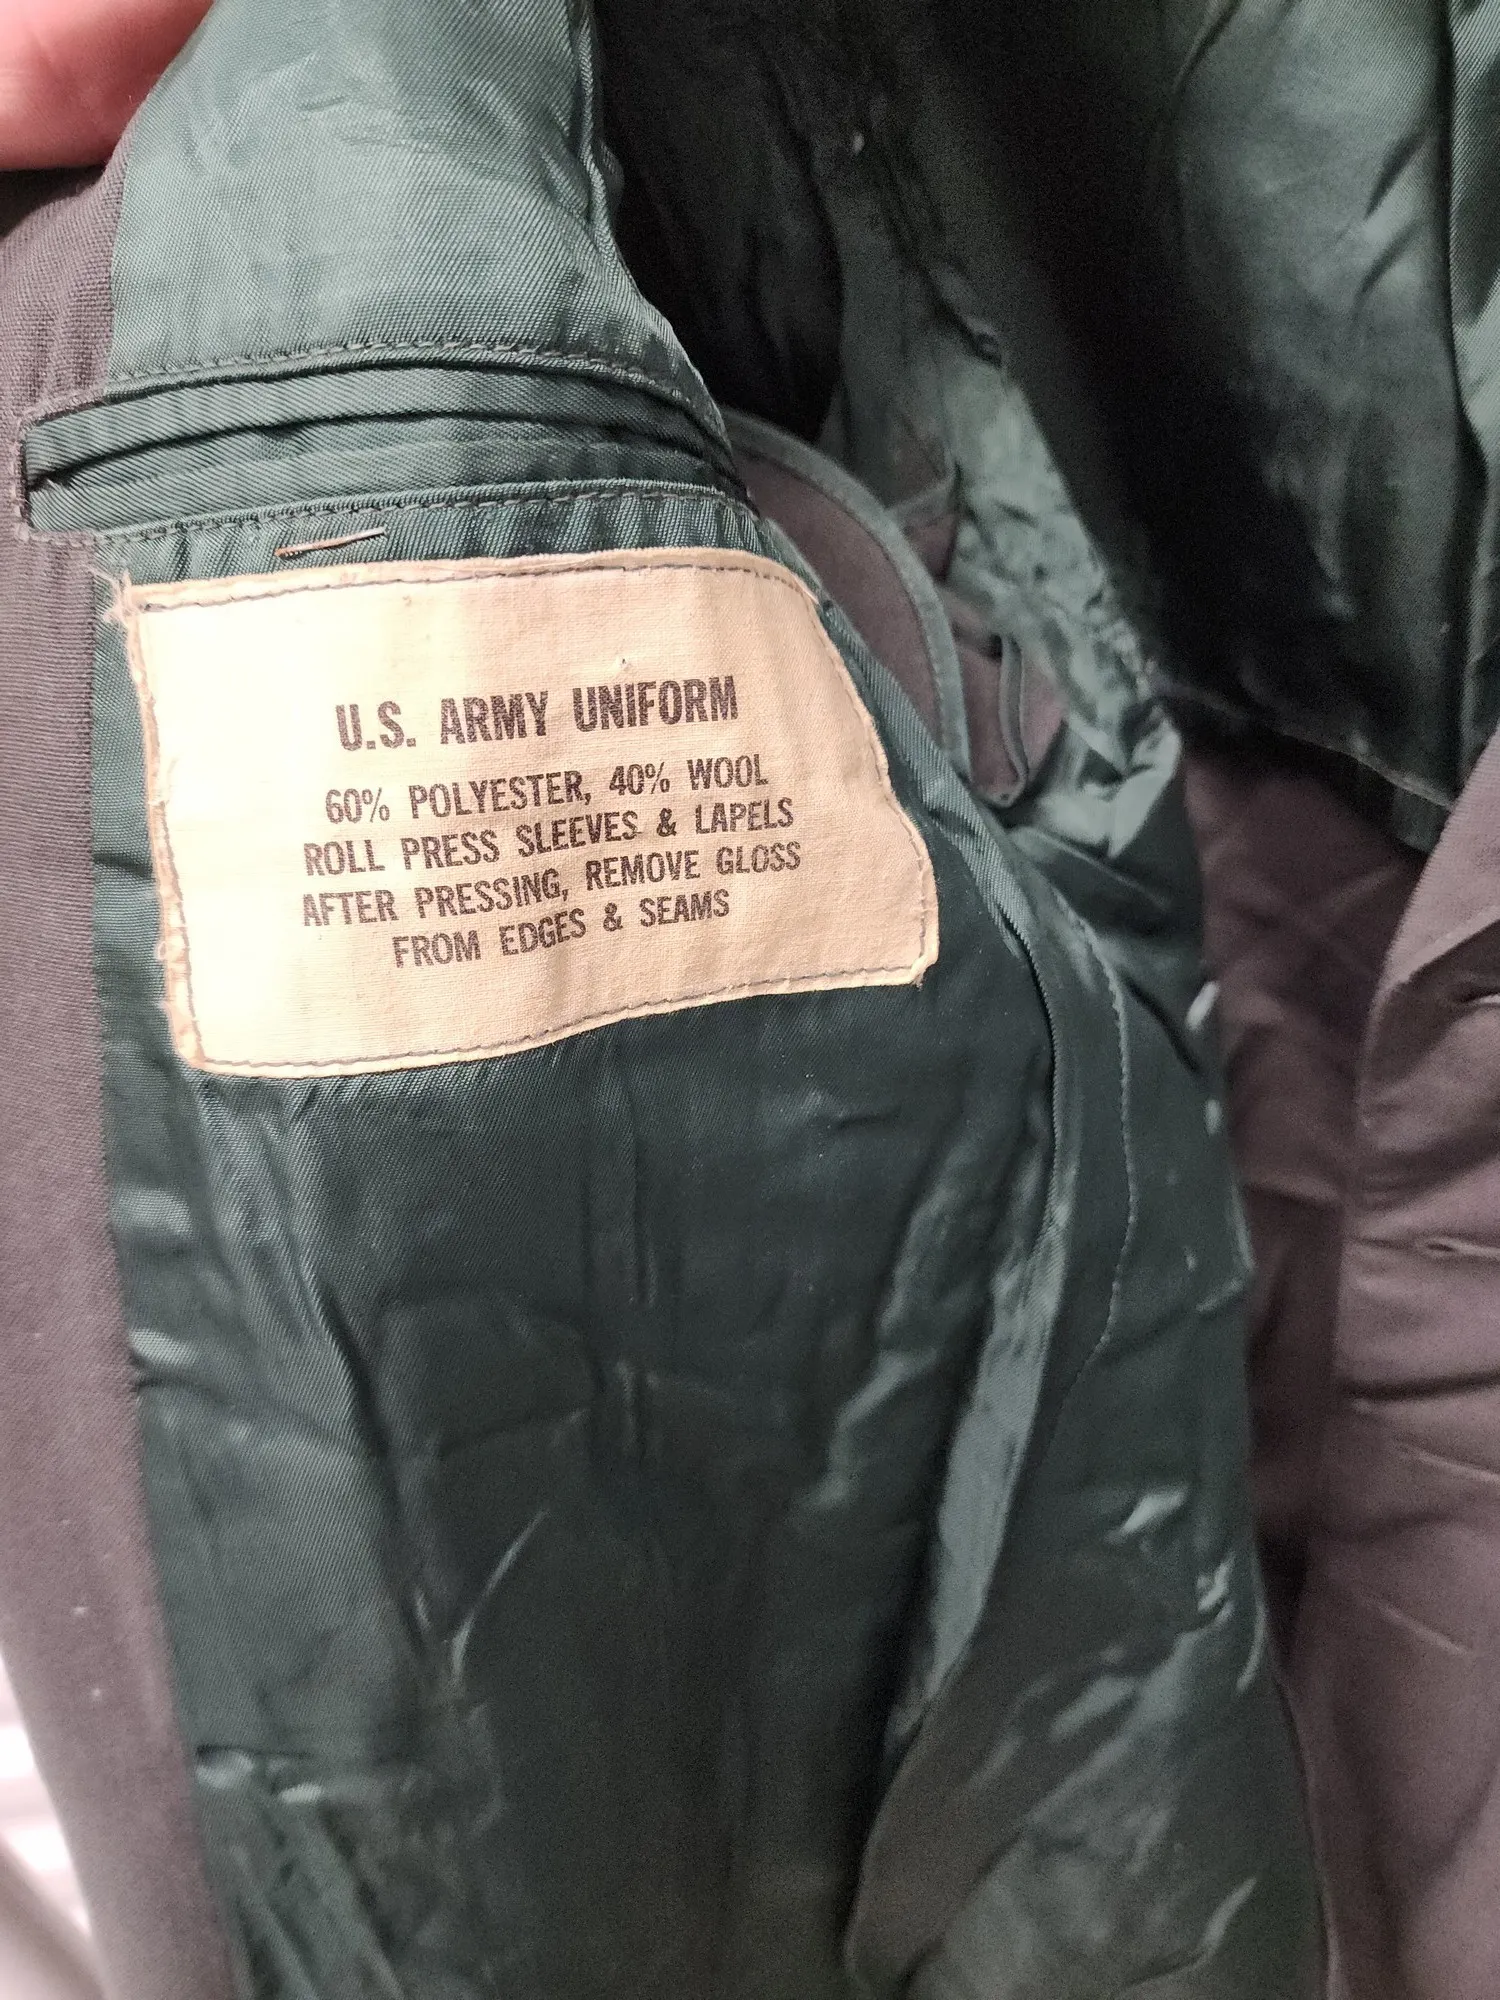 U.S. ARMY UNIFORM
60% POLYESTER, 40% WOOL
ROLL PRESS SLEEVES & LAPELS
AFTER PRESSING, REMOVE GLOSS
FROM EDGES & SEAMS